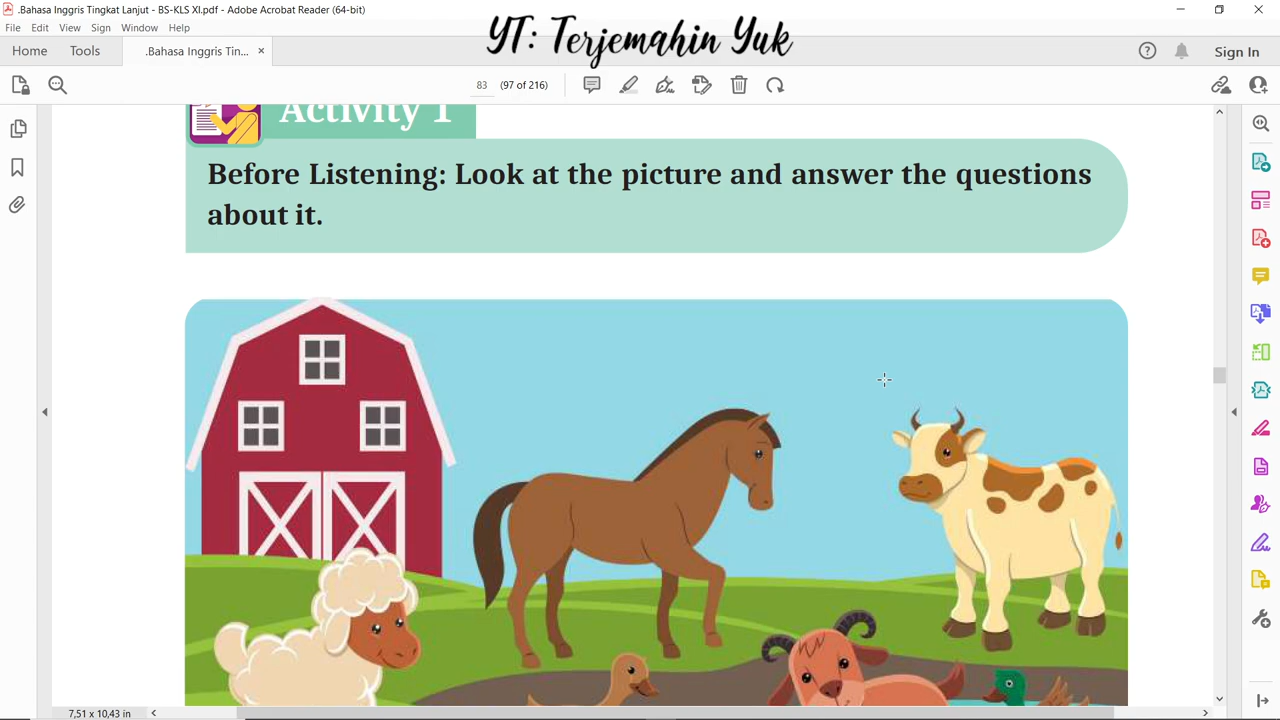 .Bahasa Inggris Tingkat Lanjut - BS-KLS XI.pdf - Adobe Acrobat Reader (64-bit)
YT: Terjemahin Yuk
File Edit View Sign Window Help
Home Tools .Bahasa Inggris Tin... × Sign In
83 (97 of 216)
Activity 1
Before Listening: Look at the picture and answer the questions
about it.
7,51 x 10,43 in